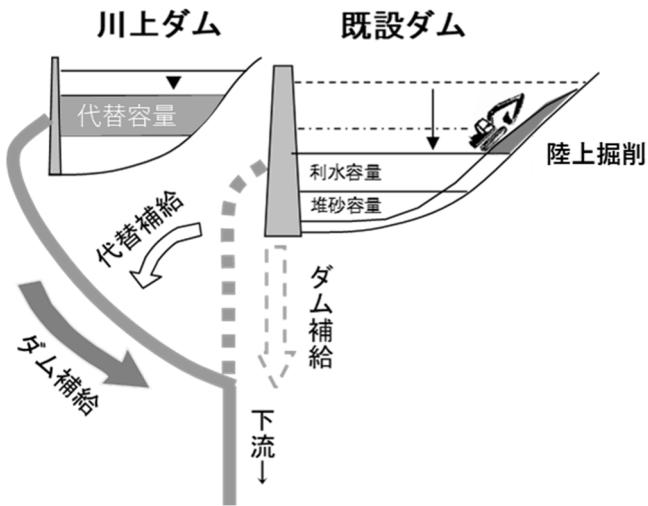 川上ダム
既設ダム
代替容量
陸上掘削
利水容量
堆砂容量
代替補給
ダム補給
ダム補給
下流→